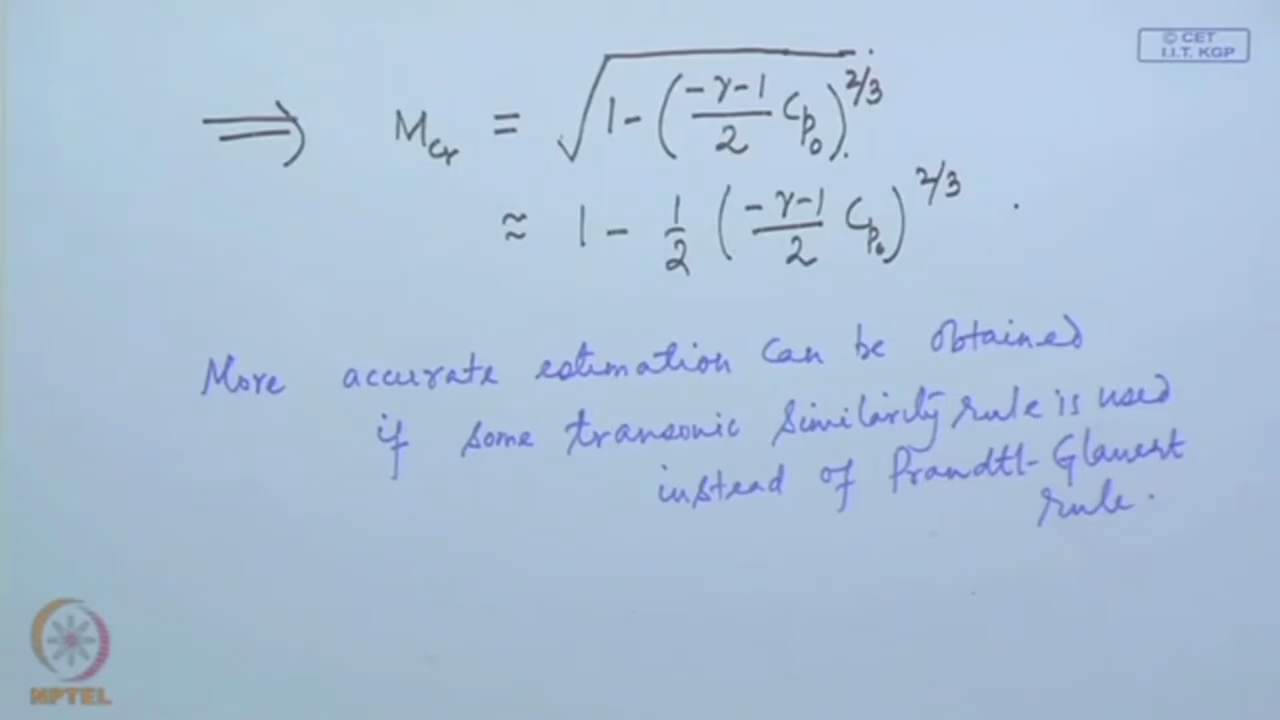 © CET
I.I.T. KGP
⟹ M_cr = √(1 - ((-γ-1)/2 C_p₀)^(2/3))
≈ 1 - 1/2 ((-γ-1)/2 C_p₀)^(2/3) .
More accurate estimation can be obtained
if some transonic similarity rule is used
instead of Prandtl-Glauert
rule.
NPTEL